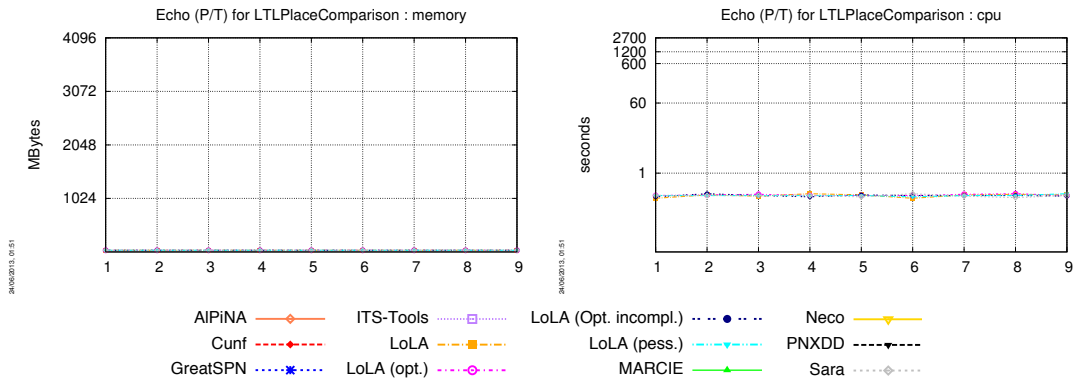 Echo (P/T) for LTLPlaceComparison : memory
4096
3072
2048
1024
MBytes
1 2 3 4 5 6 7 8 9
24/06/2013, 01:51
Echo (P/T) for LTLPlaceComparison : cpu
2700
1200
600
60
1
seconds
1 2 3 4 5 6 7 8 9
24/06/2013, 01:51
AlPiNA ITS-Tools LoLA (Opt. incompl.) Neco
Cunf LoLA LoLA (pess.) PNXDD
GreatSPN LoLA (opt.) MARCIE Sara